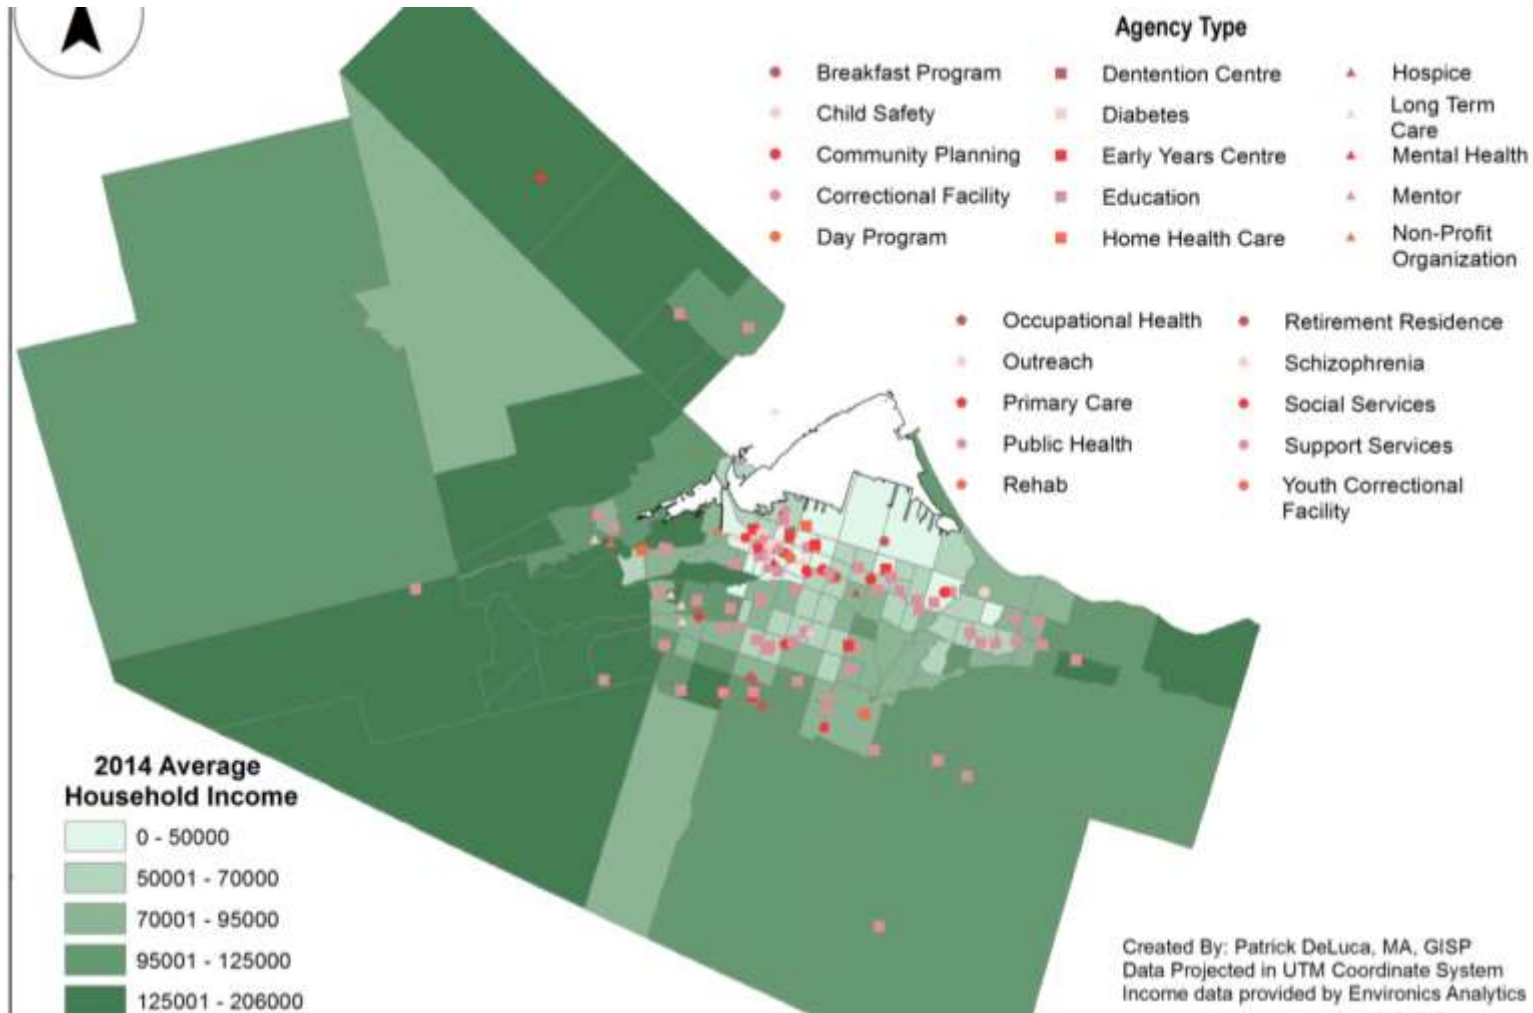 Agency Type
Breakfast Program
Child Safety
Community Planning
Correctional Facility
Day Program
Dentention Centre
Diabetes
Early Years Centre
Education
Home Health Care
Hospice
Long Term
Care
Mental Health
Mentor
Non-Profit
Organization
Occupational Health
Outreach
Primary Care
Public Health
Rehab
Retirement Residence
Schizophrenia
Social Services
Support Services
Youth Correctional
Facility
2014 Average
Household Income
0 - 50000
50001 - 70000
70001 - 95000
95001 - 125000
125001 - 206000
Created By: Patrick DeLuca, MA, GISP
Data Projected in UTM Coordinate System
Income data provided by Environics Analytics